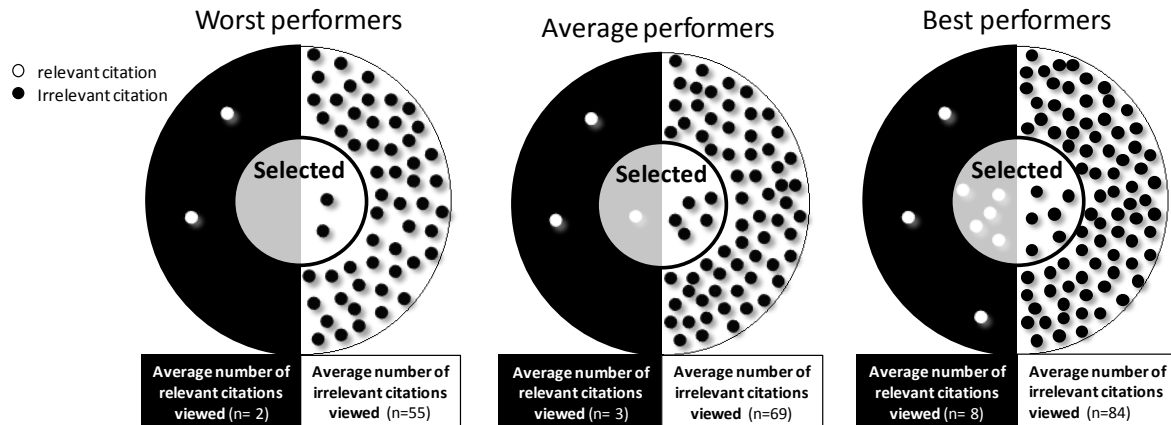 Worst performers
Average performers
Best performers
relevant citation
Irrelevant citation
Selected
Selected
Selected
Average number of
relevant citations
viewed (n= 2)
Average number of
irrelevant citations
viewed (n=55)
Average number of
relevant citations
viewed (n= 3)
Average number of
irrelevant citations
viewed (n=69)
Average number of
relevant citations
viewed (n= 8)
Average number of
irrelevant citations
viewed (n=84)